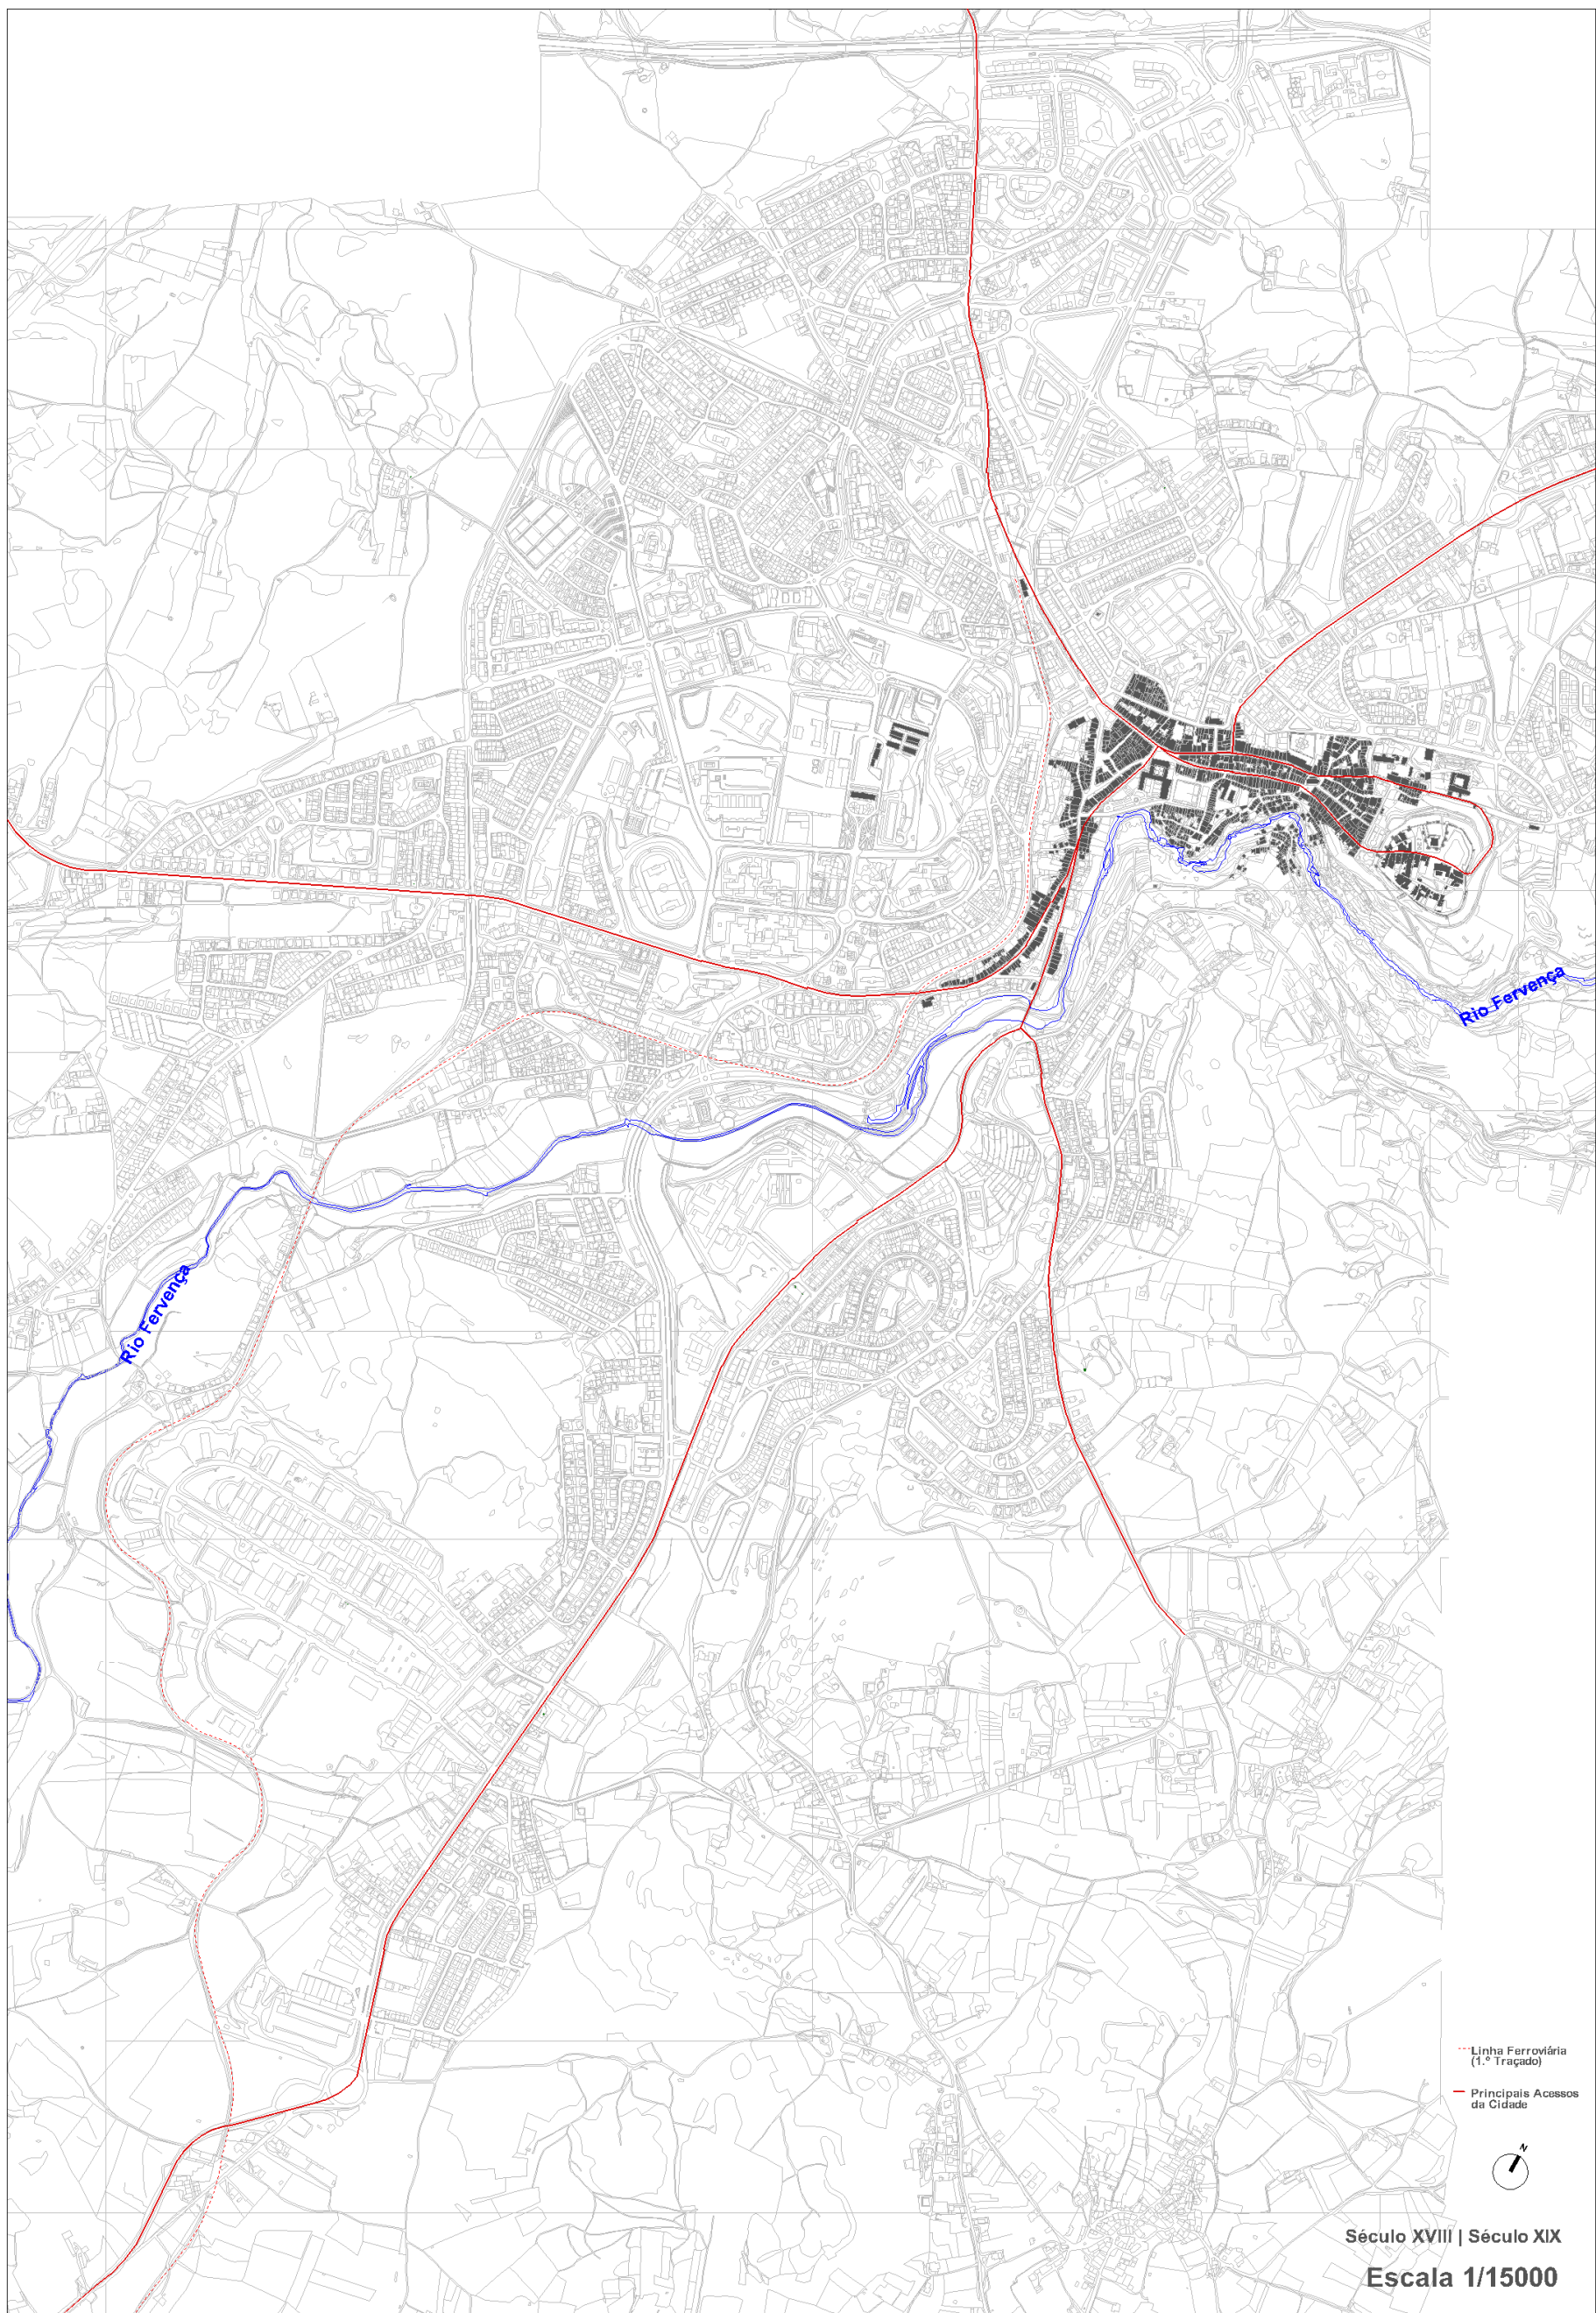 Rio Fervença
Rio Fervença
Linha Ferroviária
(1.º Traçado)
Principais Acessos
da Cidade
N
Século XVIII | Século XIX
Escala 1/15000